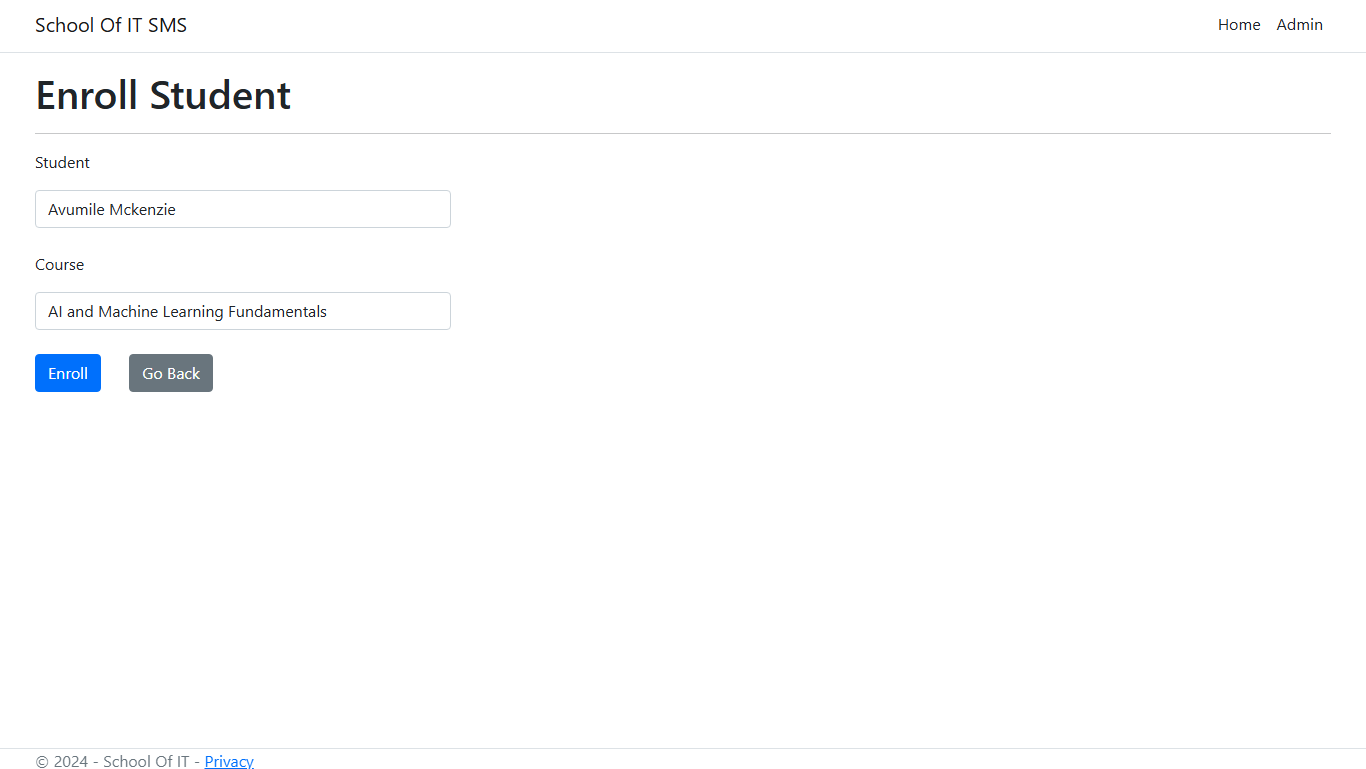 School Of IT SMS Home Admin
Enroll Student
Student
Avumile Mckenzie
Course
AI and Machine Learning Fundamentals
Enroll Go Back
© 2024 - School Of IT - Privacy